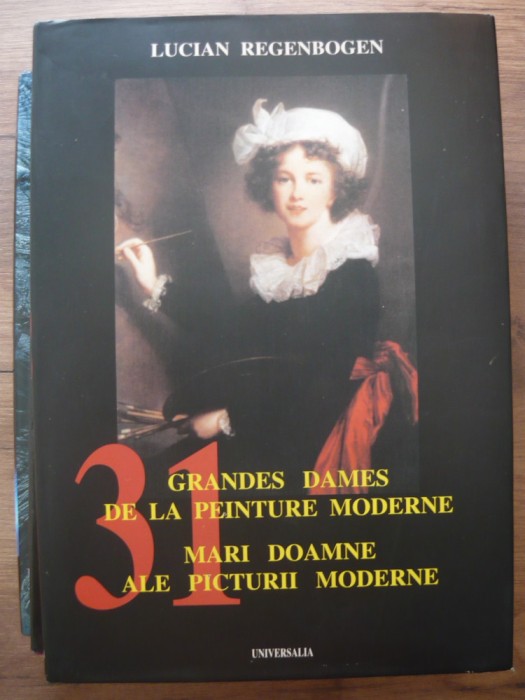 LUCIAN REGENBOGEN
31
GRANDES DAMES
DE LA PEINTURE MODERNE
MARI DOAMNE
ALE PICTURII MODERNE
UNIVERSALIA